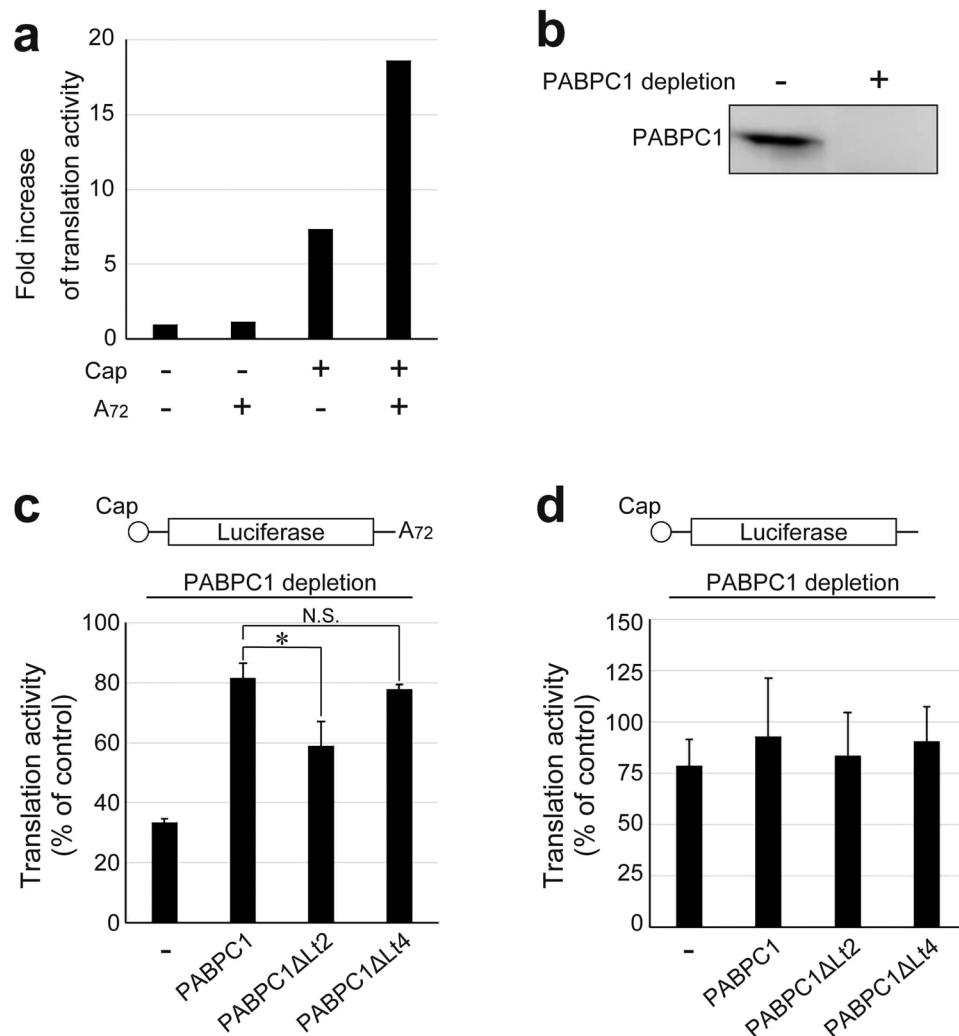 a
Fold increase
of translation activity
20
15
10
5
0
Cap - - + +
A72 - + - +
b
PABPC1 depletion - +
PABPC1
c
Cap
Luciferase
A72
PABPC1 depletion
N.S.
*
Translation activity
(% of control)
100
80
60
40
20
0
-
PABPC1
PABPC1ΔLt2
PABPC1ΔLt4
d
Cap
Luciferase
PABPC1 depletion
Translation activity
(% of control)
150
125
100
75
50
25
0
-
PABPC1
PABPC1ΔLt2
PABPC1ΔLt4